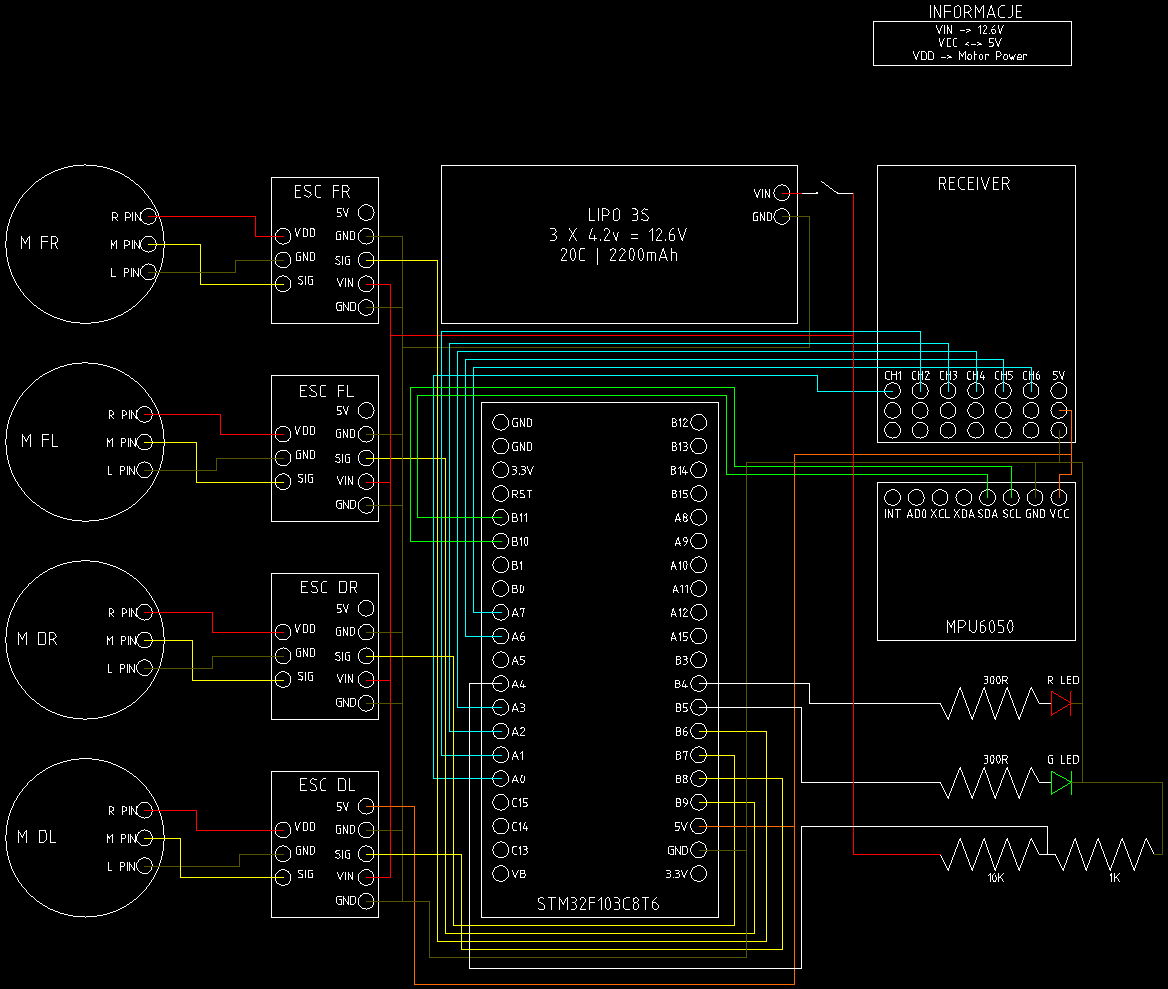 INFORMACJE
VIN -> 12.6V
VCC <-> 5V
VDD -> Motor Power
M FR
R PIN
M PIN
L PIN
ESC FR
5V
VDD
GND
GND
SIG
SIG
VIN
GND
LIPO 3S
3 X 4.2v = 12.6V
20C | 2200mAh
VIN
GND
RECEIVER
CH1 CH2 CH3 CH4 CH5 CH6 5V
M FL
R PIN
M PIN
L PIN
ESC FL
5V
VDD
GND
GND
SIG
SIG
VIN
GND
M DR
R PIN
M PIN
L PIN
ESC DR
5V
VDD
GND
GND
SIG
SIG
VIN
GND
M DL
R PIN
M PIN
L PIN
ESC DL
5V
VDD
GND
GND
SIG
SIG
VIN
GND
GND B12
GND B13
3.3V B14
RST B15
B11 A8
B10 A9
B1 A10
B0 A11
A7 A12
A6 A15
A5 B3
A4 B4
A3 B5
A2 B6
A1 B7
A0 B8
C15 B9
C14 5V
C13 GND
VB 3.3V
STM32F103C8T6
INT AD0 XCL XDA SDA SCL GND VCC
MPU6050
300R R LED
300R G LED
10K 1K